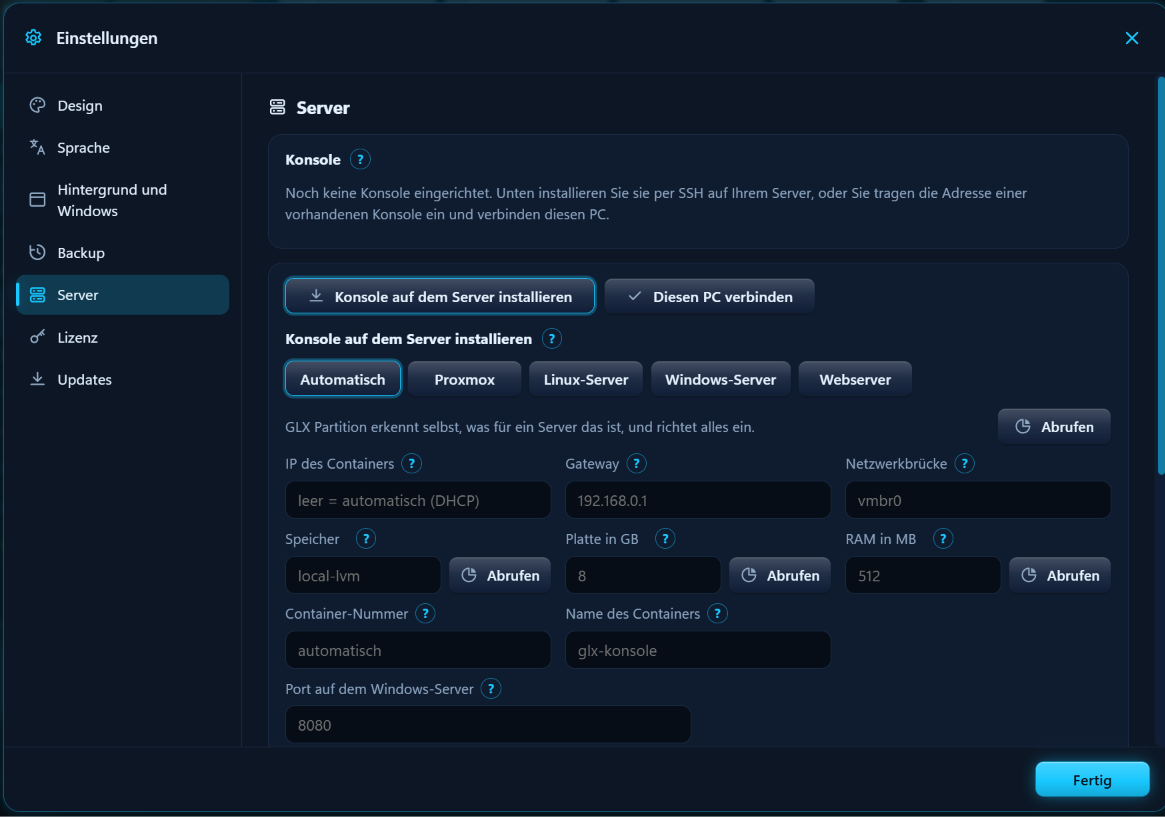 Einstellungen
Design
Sprache
Hintergrund und
Windows
Backup
Server
Lizenz
Updates
Server
Konsole ?
Noch keine Konsole eingerichtet. Unten installieren Sie sie per SSH auf Ihrem Server, oder Sie tragen die Adresse einer
vorhandenen Konsole ein und verbinden diesen PC.
Konsole auf dem Server installieren Diesen PC verbinden
Konsole auf dem Server installieren ?
Automatisch Proxmox Linux-Server Windows-Server Webserver
GLX Partition erkennt selbst, was für ein Server das ist, und richtet alles ein. Abrufen
IP des Containers ? Gateway ? Netzwerkbrücke ?
leer = automatisch (DHCP) 192.168.0.1 vmbr0
Speicher ? Platte in GB ? RAM in MB ?
local-lvm Abrufen 8 Abrufen 512 Abrufen
Container-Nummer ? Name des Containers ?
automatisch glx-konsole
Port auf dem Windows-Server ?
8080
Fertig